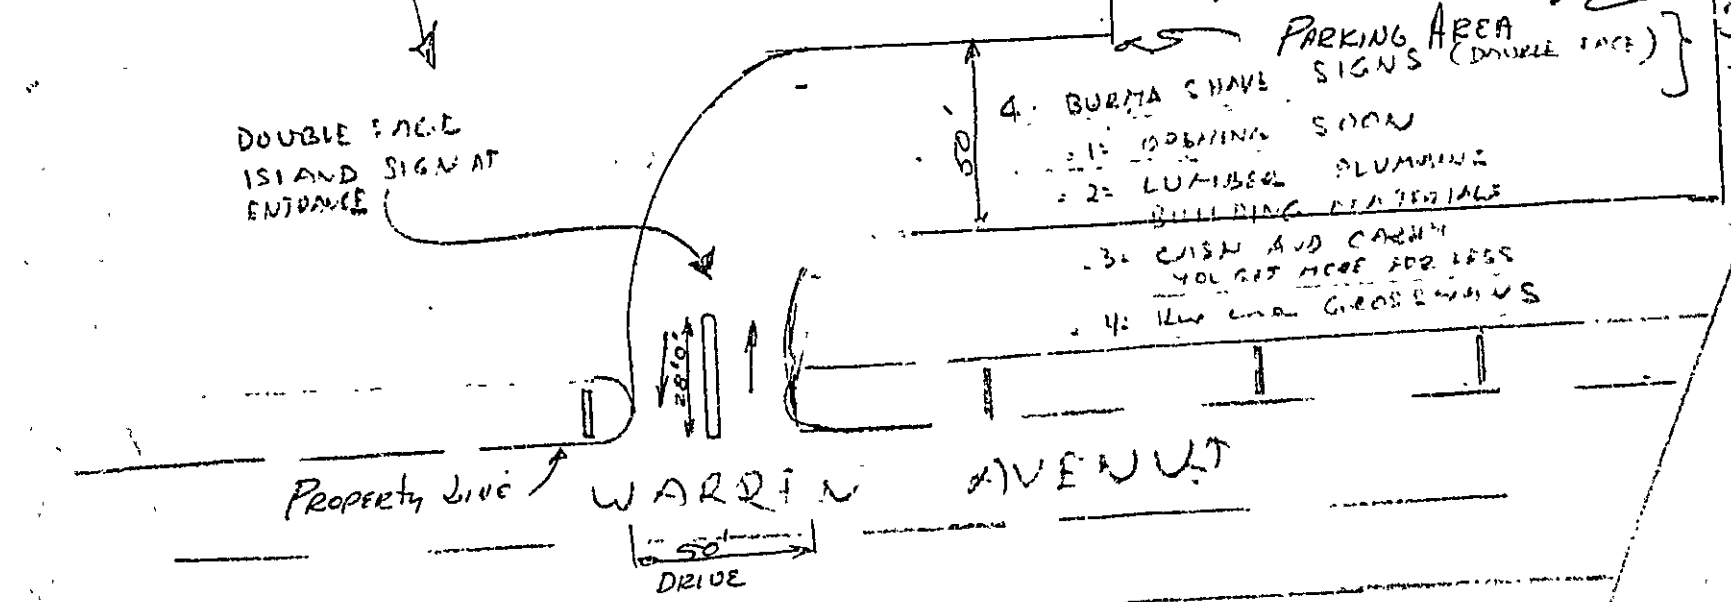 PARKING AREA
4. BURMA SHAVE SIGNS (DOUBLE FACE)
DOUBLE FACE
ISLAND SIGN AT
ENTRANCE
50'
1: OPENING SOON
2: LUMBER PLUMBING
BUILDING MATERIALS
3: CASH AND CARRY
YOU GET MORE FOR LESS
4: GROSSMANS
28'0"
PROPERTY LINE
WARREN AVENUE
50'
DRIVE